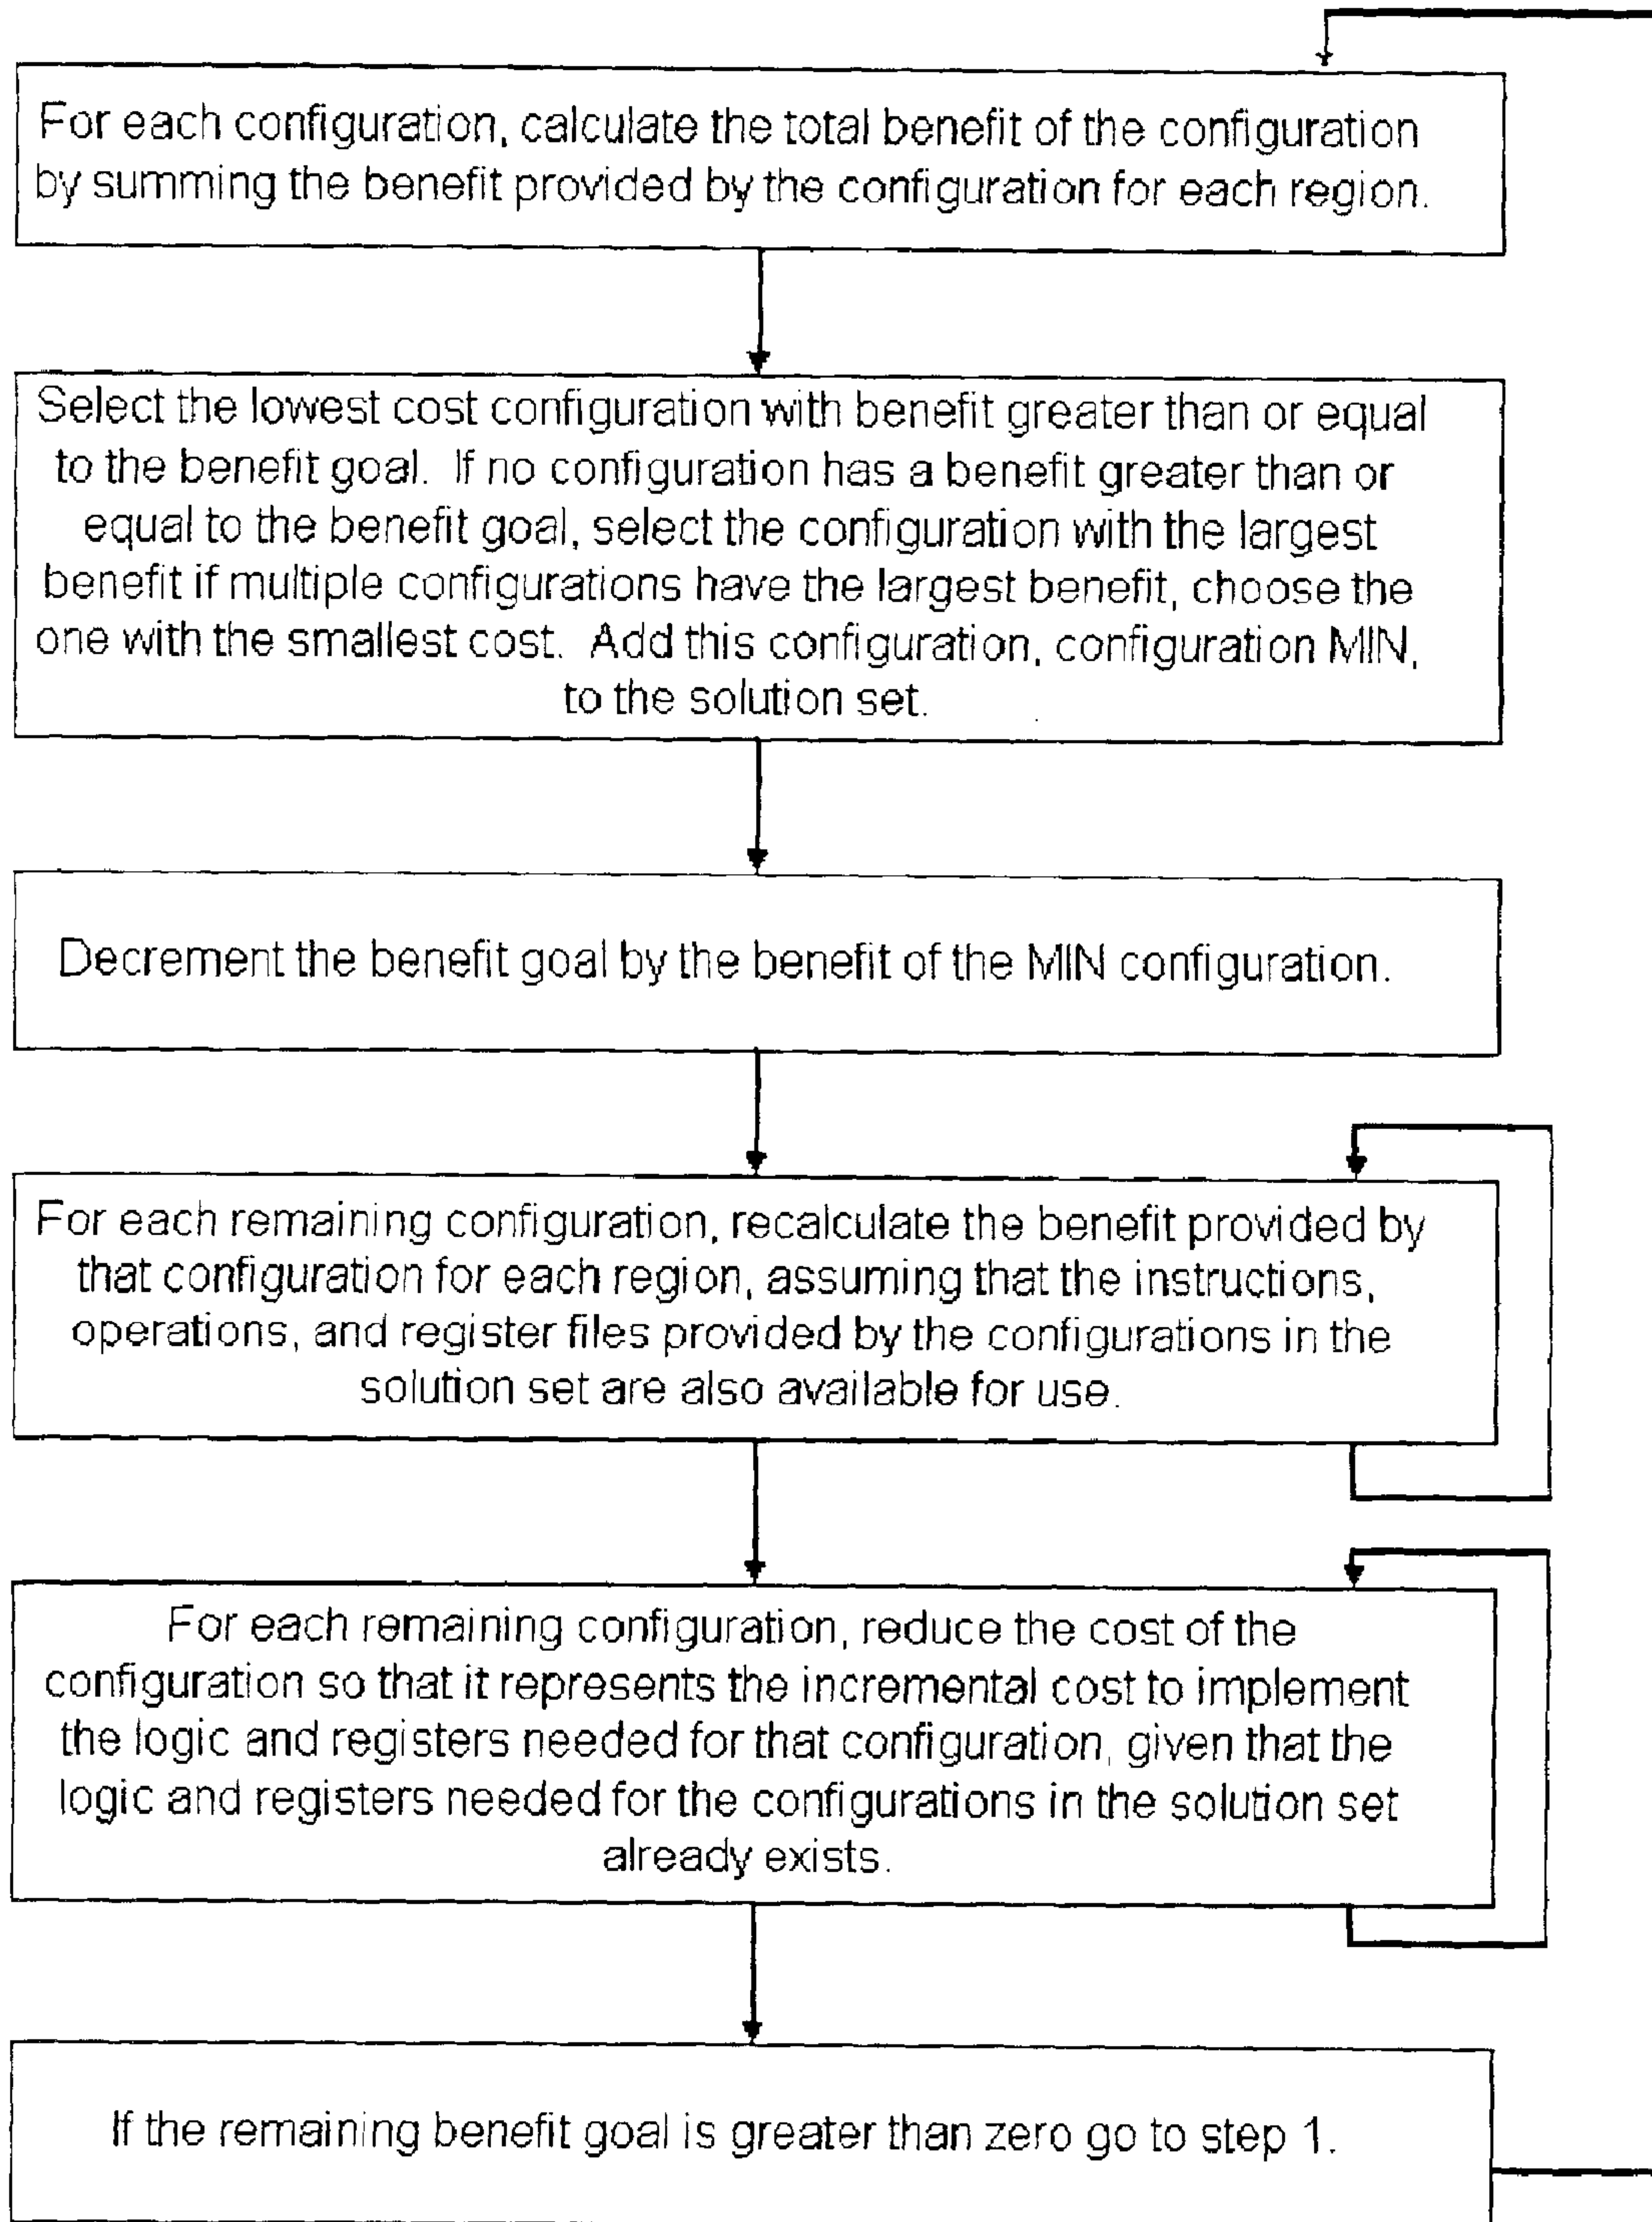 For each configuration, calculate the total benefit of the configuration
by summing the benefit provided by the configuration for each region.
Select the lowest cost configuration with benefit greater than or equal
to the benefit goal. If no configuration has a benefit greater than or
equal to the benefit goal, select the configuration with the largest
benefit if multiple configurations have the largest benefit, choose the
one with the smallest cost. Add this configuration, configuration MIN,
to the solution set.
Decrement the benefit goal by the benefit of the MIN configuration.
For each remaining configuration, recalculate the benefit provided by
that configuration for each region, assuming that the instructions,
operations, and register files provided by the configurations in the
solution set are also available for use.
For each remaining configuration, reduce the cost of the
configuration so that it represents the incremental cost to implement
the logic and registers needed for that configuration, given that the
logic and registers needed for the configurations in the solution set
already exists.
If the remaining benefit goal is greater than zero go to step 1.